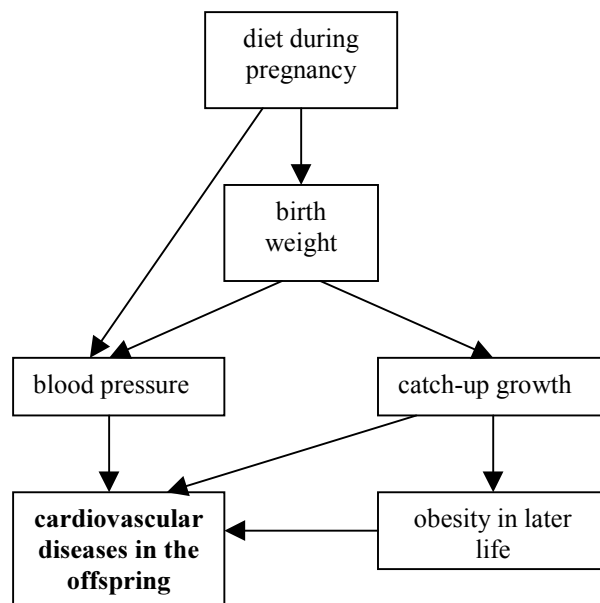 diet during
pregnancy
birth
weight
blood pressure
catch-up growth
cardiovascular
diseases in the
offspring
obesity in later
life